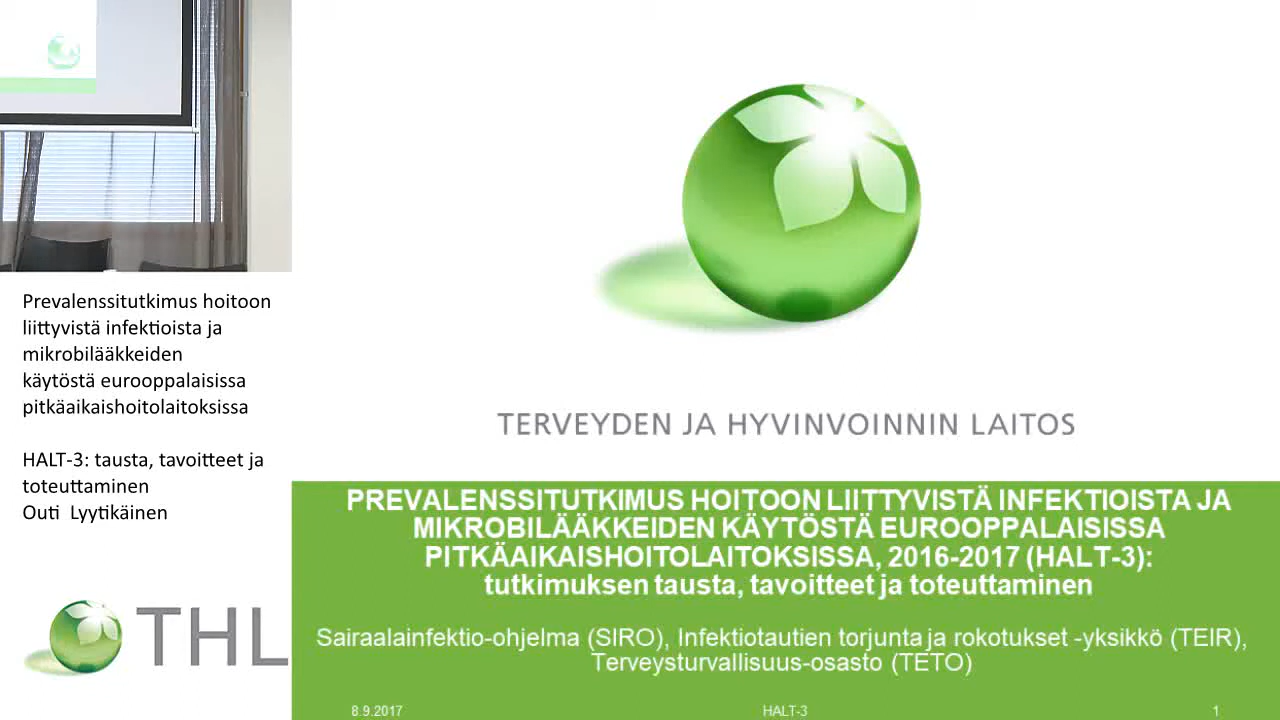 Prevalenssitutkimus hoitoon
liittyvistä infektioista ja
mikrobilääkkeiden
käytöstä eurooppalaisissa
pitkäaikaishoitolaitoksissa
HALT-3: tausta, tavoitteet ja
toteuttaminen
Outi Lyytikäinen
THL
TERVEYDEN JA HYVINVOINNIN LAITOS
PREVALENSSITUTKIMUS HOITOON LIITTYVISTÄ INFEKTIOISTA JA
MIKROBILÄÄKKEIDEN KÄYTÖSTÄ EUROOPPALAISISSA
PITKÄAIKAISHOITOLAITOKSISSA, 2016-2017 (HALT-3):
tutkimuksen tausta, tavoitteet ja toteuttaminen
Sairaalainfektio-ohjelma (SIRO), Infektiotautien torjunta ja rokotukset -yksikkö (TEIR),
Terveysturvallisuus-osasto (TETO)
8.9.2017 HALT-3 1